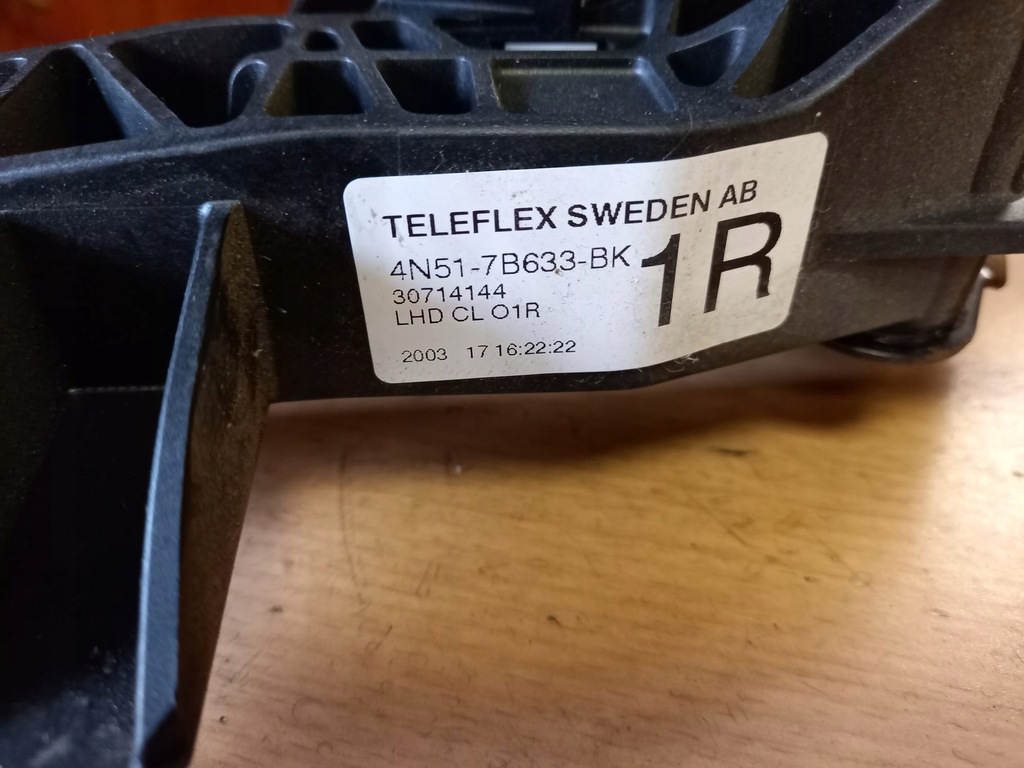 TELEFLEX SWEDEN AB
4N51-7B633-BK
1R
30714144
LHD CL O1R
2003 17 16:22:22